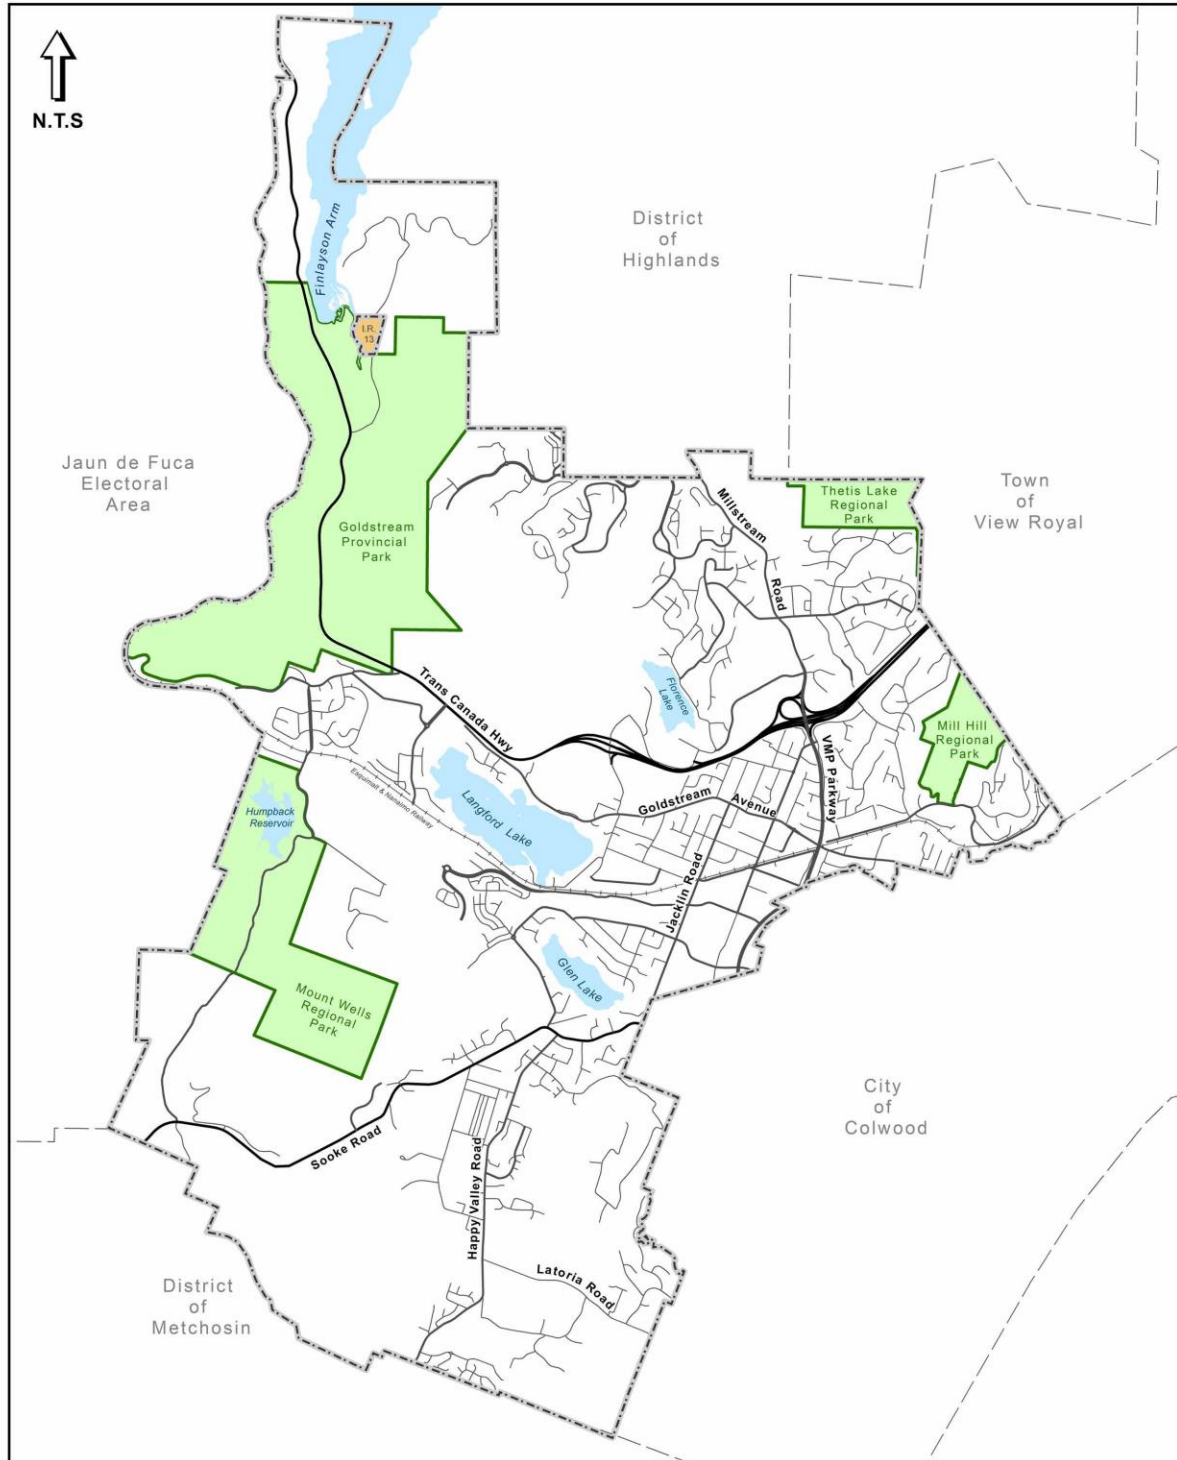 N.T.S
Finlayson Arm
District
of
Highlands
I.R.
13
Jaun de Fuca
Electoral
Area
Goldstream
Provincial
Park
Millstream
Road
Thetis Lake
Regional
Park
Town
of
View Royal
Trans Canada Hwy
Florence
Lake
Mill Hill
Regional
Park
VMP Parkway
Humpback
Reservoir
Esquimalt & Nanaimo Railway
Langford Lake
Goldstream
Avenue
Jacklin Road
Glen Lake
Mount Wells
Regional
Park
City
of
Colwood
Sooke Road
Happy Valley Road
Latoria Road
District
of
Metchosin